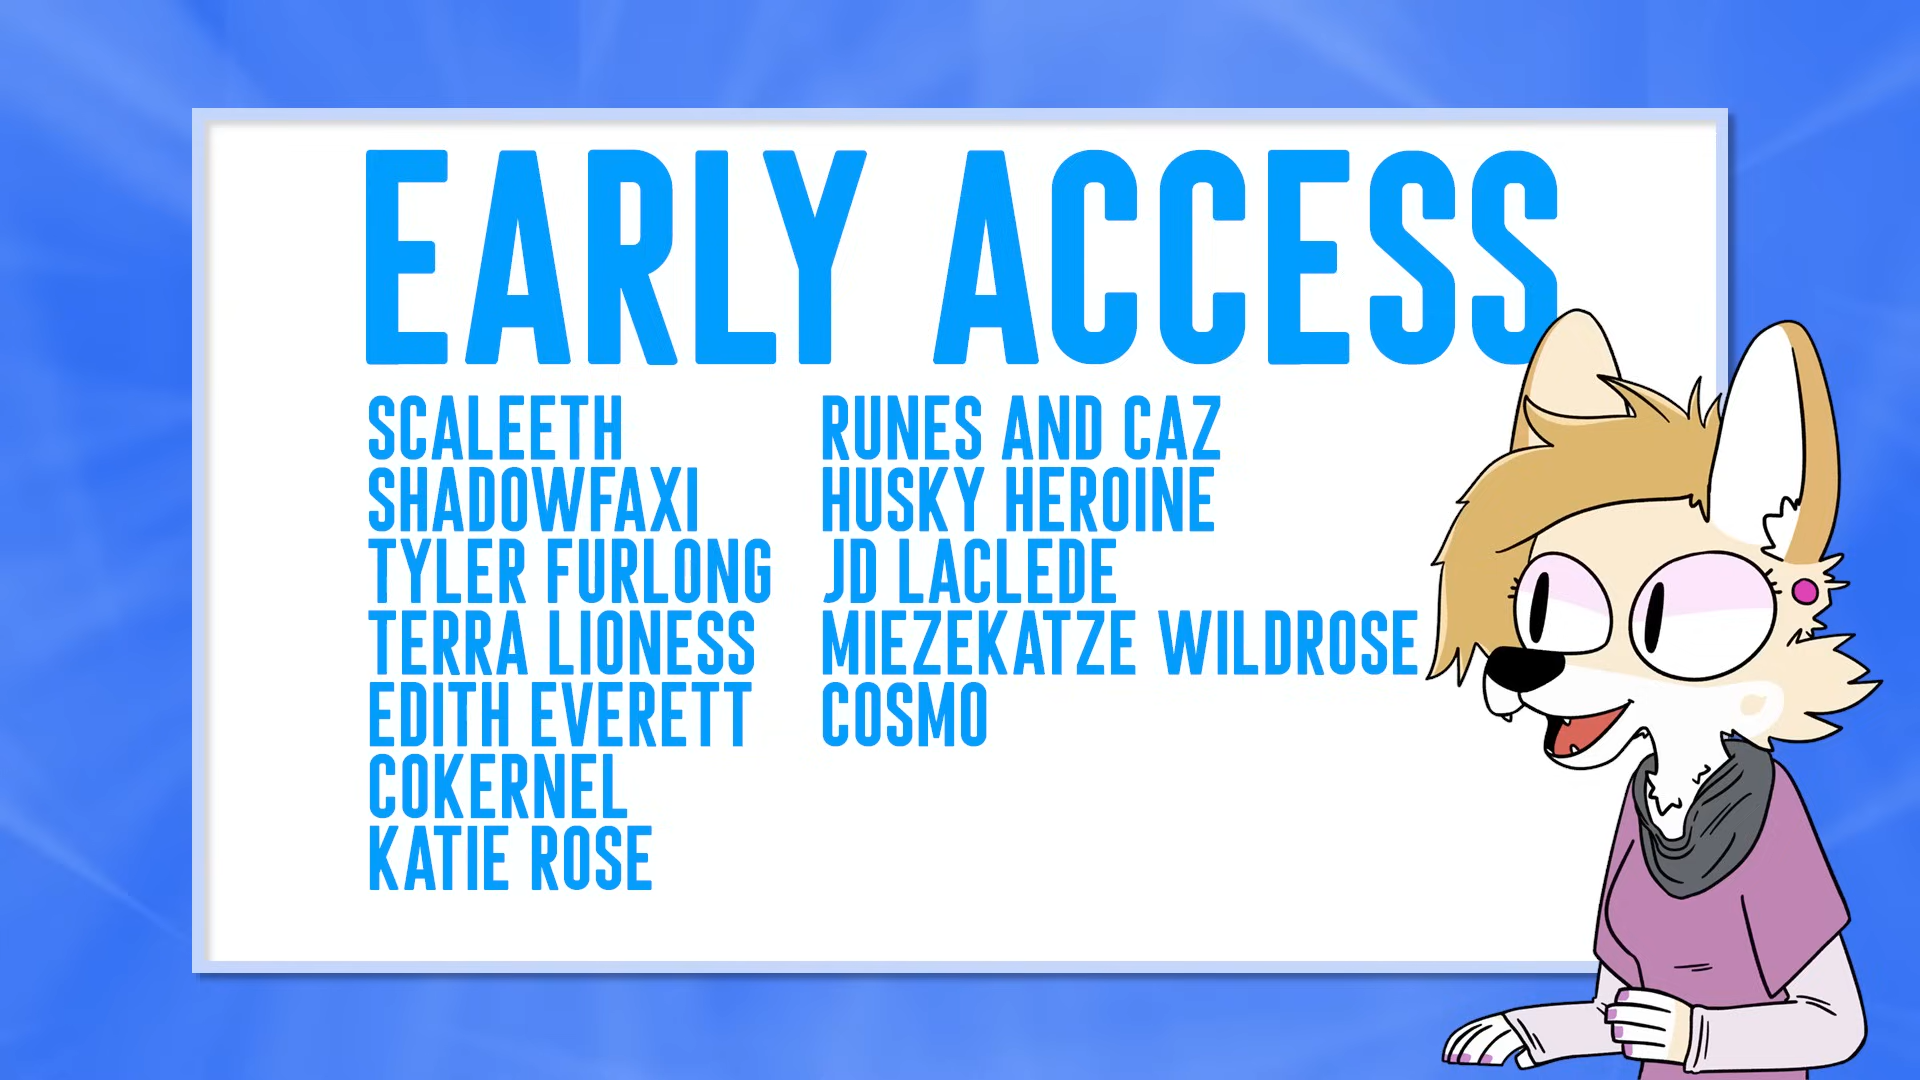 EARLY ACCESS
SCALEETH
SHADOWFAXI
TYLER FURLONG
TERRA LIONESS
EDITH EVERETT
COKERNEL
KATIE ROSE
RUNES AND CAZ
HUSKY HEROINE
JD LACLEDE
MIEZEKATZE WILDROSE
COSMO